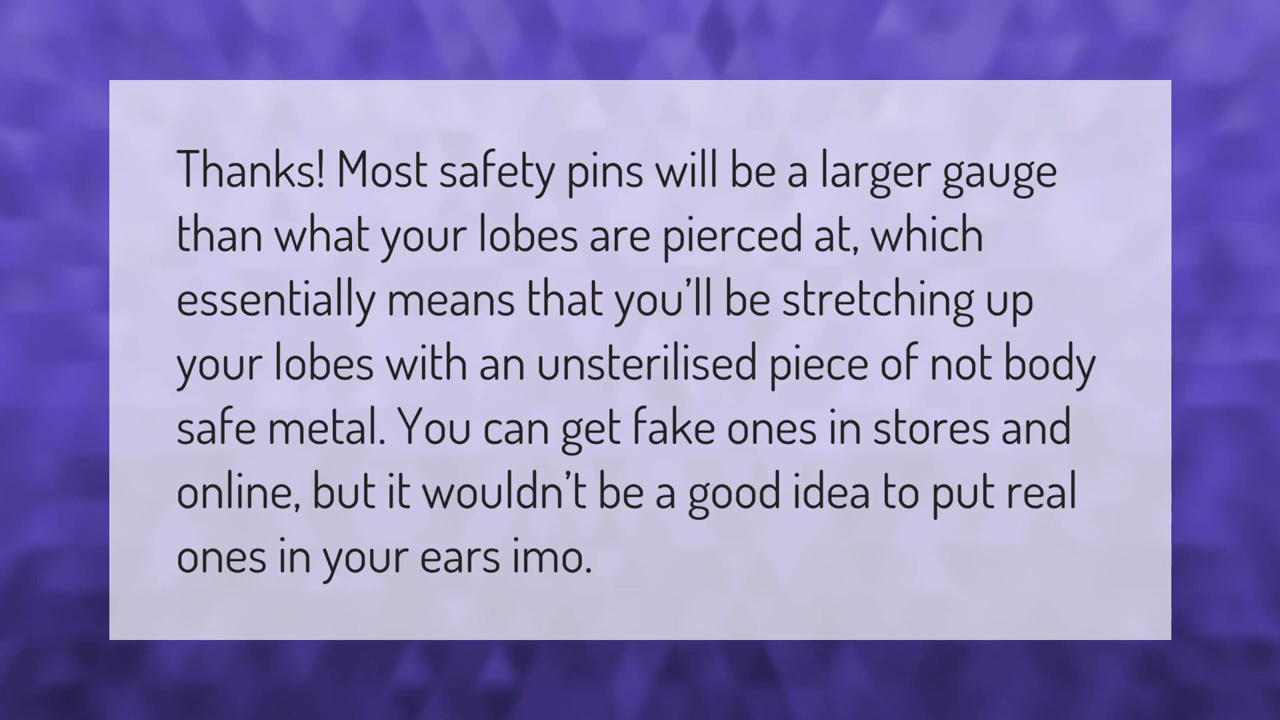 Thanks! Most safety pins will be a larger gauge
than what your lobes are pierced at, which
essentially means that you’ll be stretching up
your lobes with an unsterilised piece of not body
safe metal. You can get fake ones in stores and
online, but it wouldn’t be a good idea to put real
ones in your ears imo.